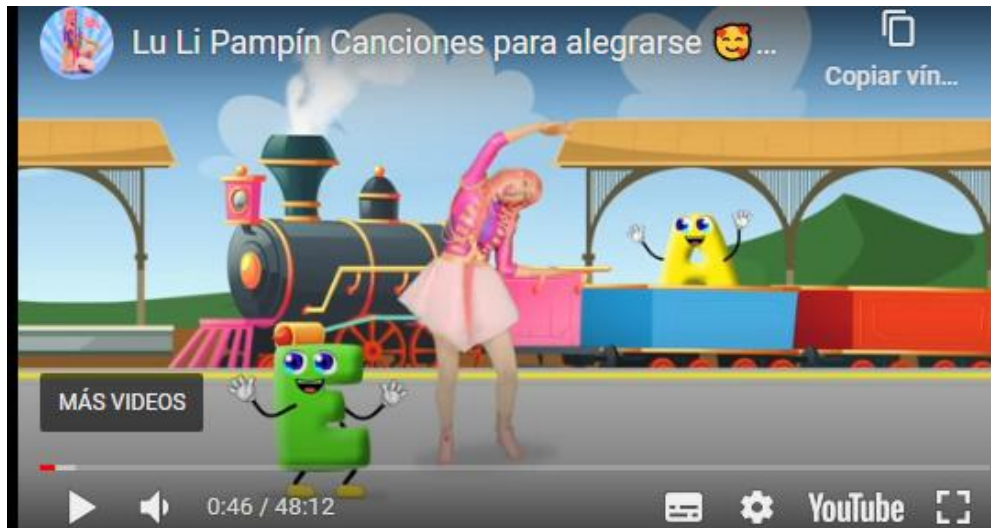 Lu Li Pampín Canciones para alegrarse 🥰...
Copiar vín...
A
E
MÁS VIDEOS
0:46 / 48:12
YouTube